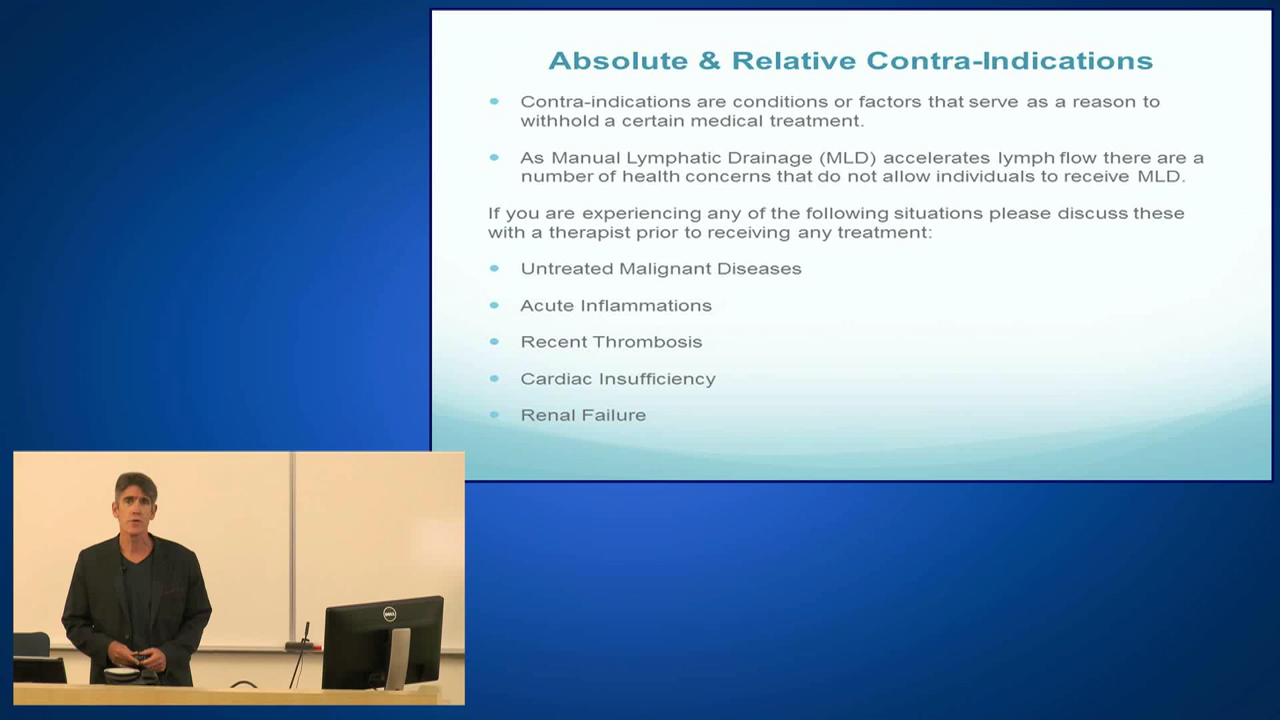 Absolute & Relative Contra-Indications
Contra-indications are conditions or factors that serve as a reason to
withhold a certain medical treatment.
As Manual Lymphatic Drainage (MLD) accelerates lymph flow there are a
number of health concerns that do not allow individuals to receive MLD.
If you are experiencing any of the following situations please discuss these
with a therapist prior to receiving any treatment:
Untreated Malignant Diseases
Acute Inflammations
Recent Thrombosis
Cardiac Insufficiency
Renal Failure
DELL